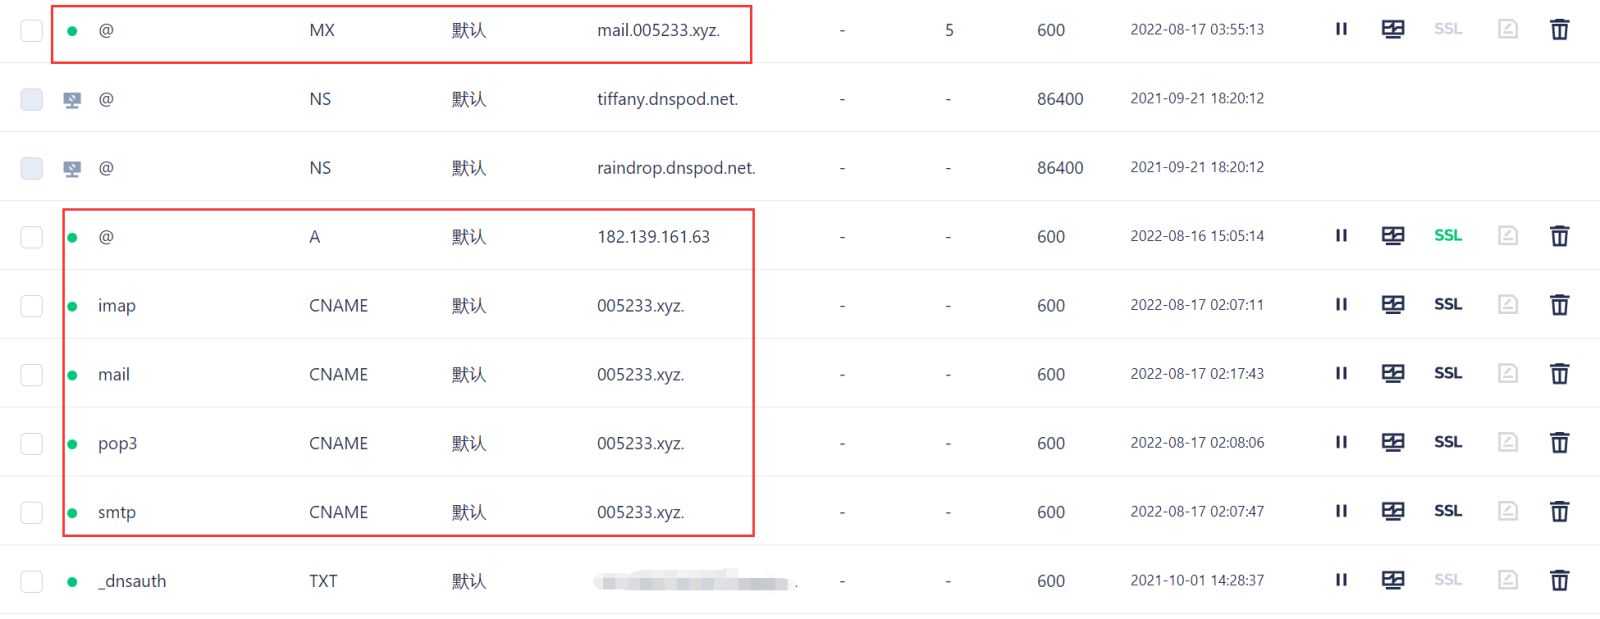 @ MX 默认 mail.005233.xyz. - 5 600 2022-08-17 03:55:13 SSL
@ NS 默认 tiffany.dnspod.net. - - 86400 2021-09-21 18:20:12
@ NS 默认 raindrop.dnspod.net. - - 86400 2021-09-21 18:20:12
@ A 默认 182.139.161.63 - - 600 2022-08-16 15:05:14 SSL
imap CNAME 默认 005233.xyz. - - 600 2022-08-17 02:07:11 SSL
mail CNAME 默认 005233.xyz. - - 600 2022-08-17 02:17:43 SSL
pop3 CNAME 默认 005233.xyz. - - 600 2022-08-17 02:08:06 SSL
smtp CNAME 默认 005233.xyz. - - 600 2022-08-17 02:07:47 SSL
_dnsauth TXT 默认 . - - 600 2021-10-01 14:28:37 SSL